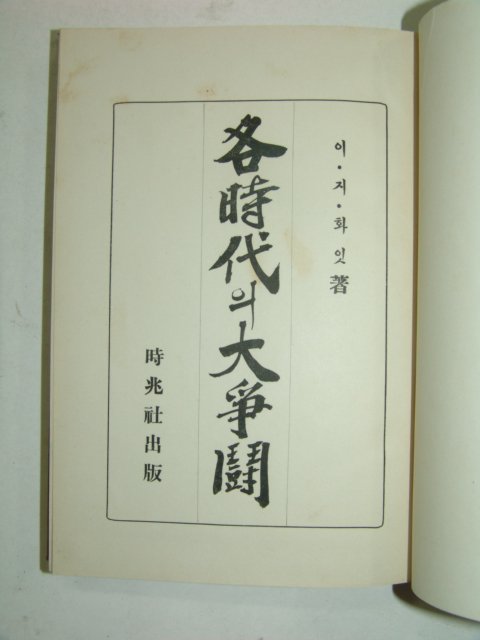 이·지·화잇 著
各時代의大爭鬪
時兆社出版